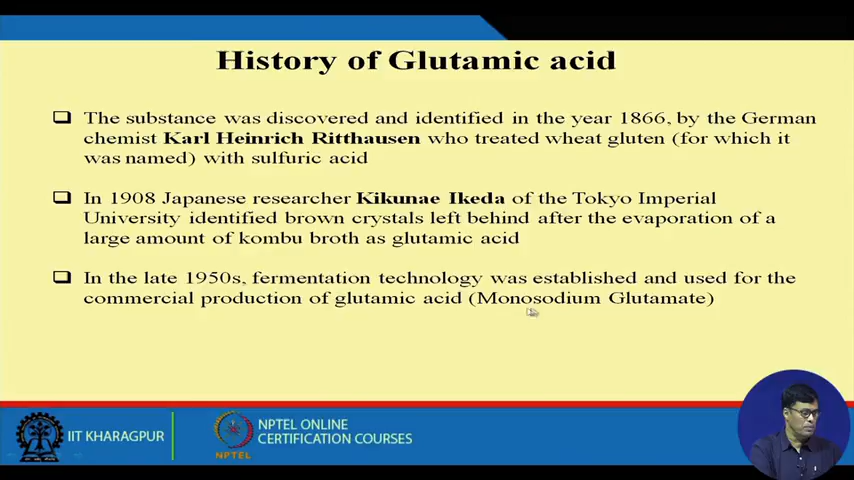 History of Glutamic acid
The substance was discovered and identified in the year 1866, by the German
chemist Karl Heinrich Ritthausen who treated wheat gluten (for which it
was named) with sulfuric acid
In 1908 Japanese researcher Kikunae Ikeda of the Tokyo Imperial
University identified brown crystals left behind after the evaporation of a
large amount of kombu broth as glutamic acid
In the late 1950s, fermentation technology was established and used for the
commercial production of glutamic acid (Monosodium Glutamate)
IIT KHARAGPUR
NPTEL
NPTEL ONLINE
CERTIFICATION COURSES